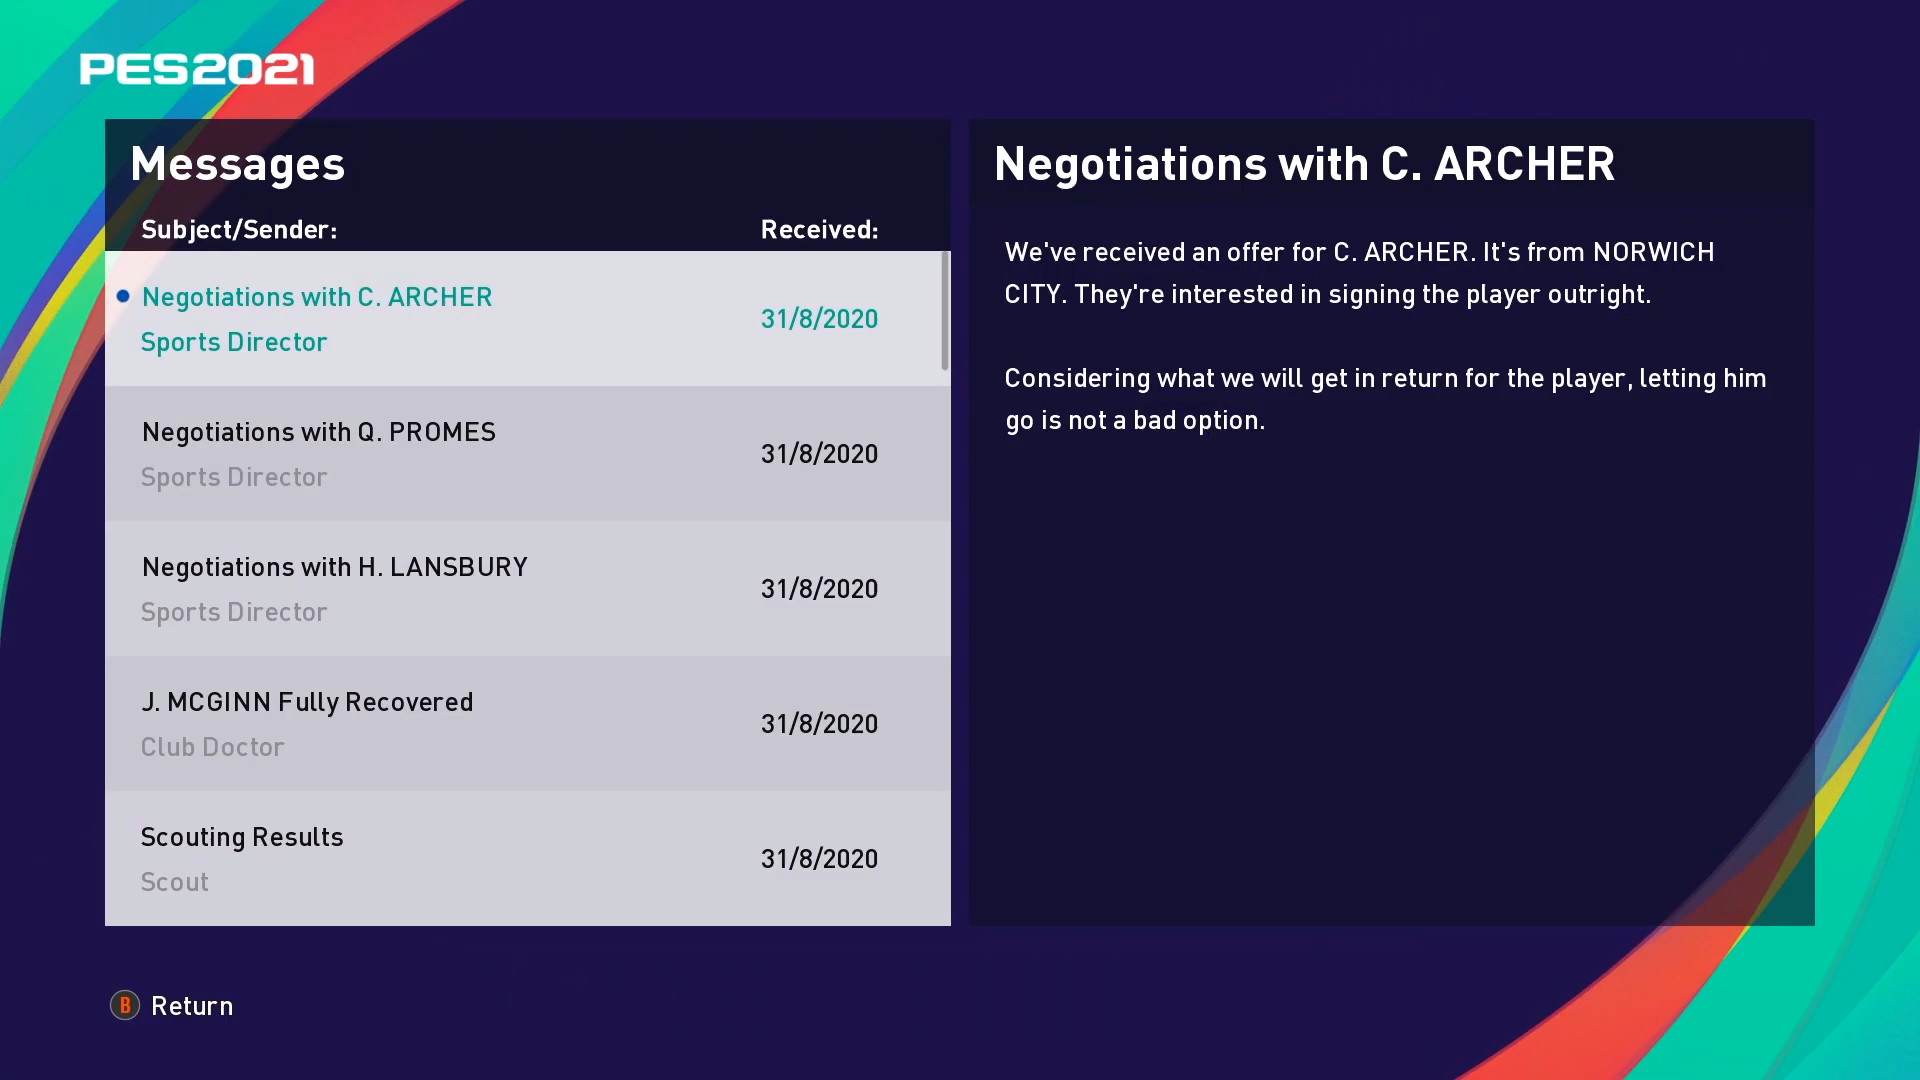 PES2021
Messages
Subject/Sender: Received:
Negotiations with C. ARCHER
Sports Director
31/8/2020
Negotiations with Q. PROMES
Sports Director
31/8/2020
Negotiations with H. LANSBURY
Sports Director
31/8/2020
J. MCGINN Fully Recovered
Club Doctor
31/8/2020
Scouting Results
Scout
31/8/2020
Negotiations with C. ARCHER
We've received an offer for C. ARCHER. It's from NORWICH
CITY. They're interested in signing the player outright.
Considering what we will get in return for the player, letting him
go is not a bad option.
B Return